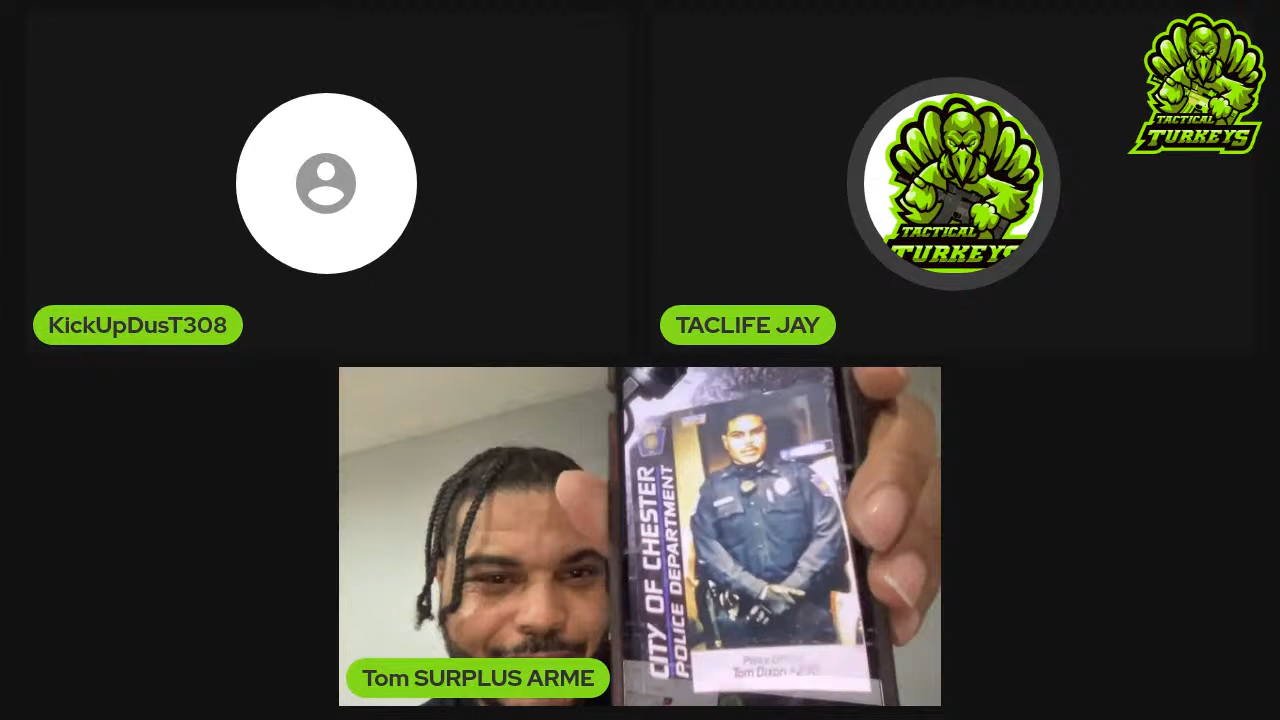 TACTICAL
TURKEYS
TACTICAL
TURKEYS
KickUpDusT308
TACLIFE JAY
CITY OF CHESTER
POLICE DEPARTMENT
Tom Dixon
Tom SURPLUS ARME